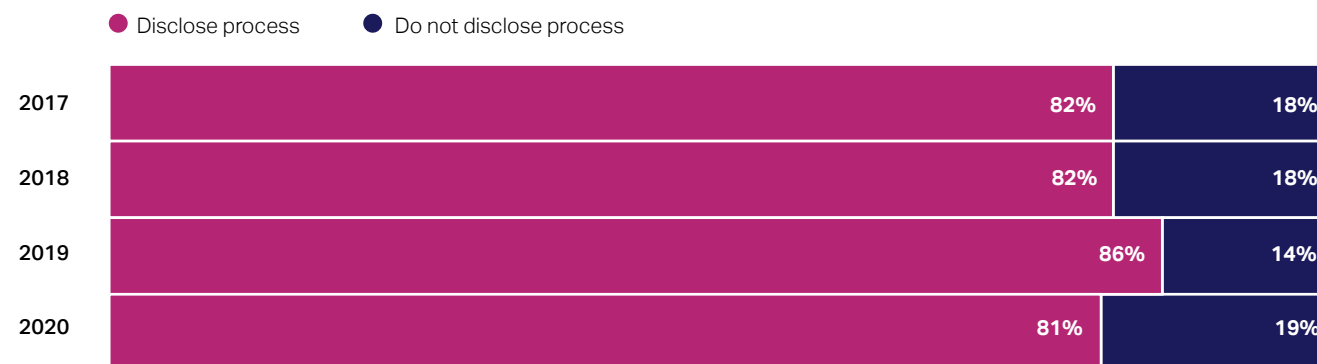 Disclose process Do not disclose process
2017 82% 18%
2018 82% 18%
2019 86% 14%
2020 81% 19%